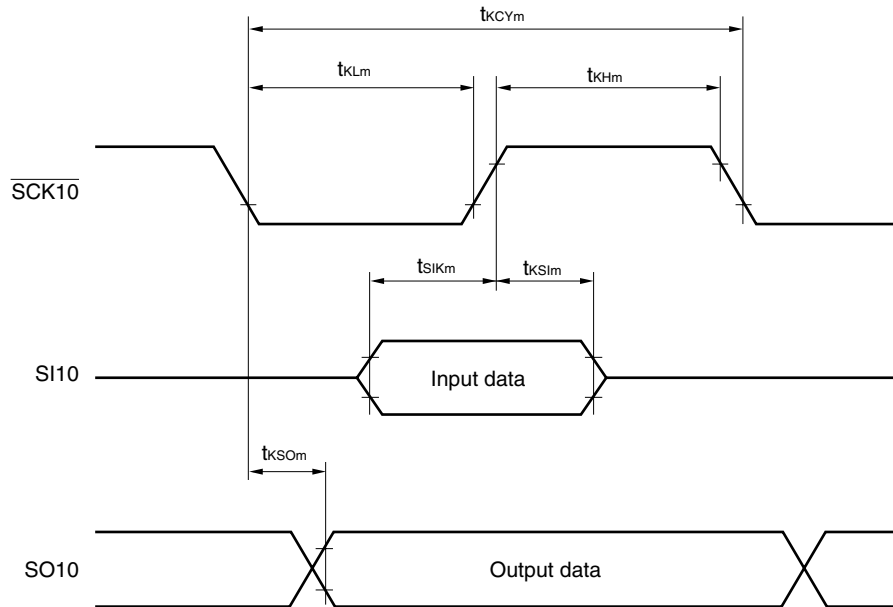 tKCYm
tKLm
tKHm
SCK10
tSIKm
tKSIm
SI10
Input data
tKSOm
SO10
Output data